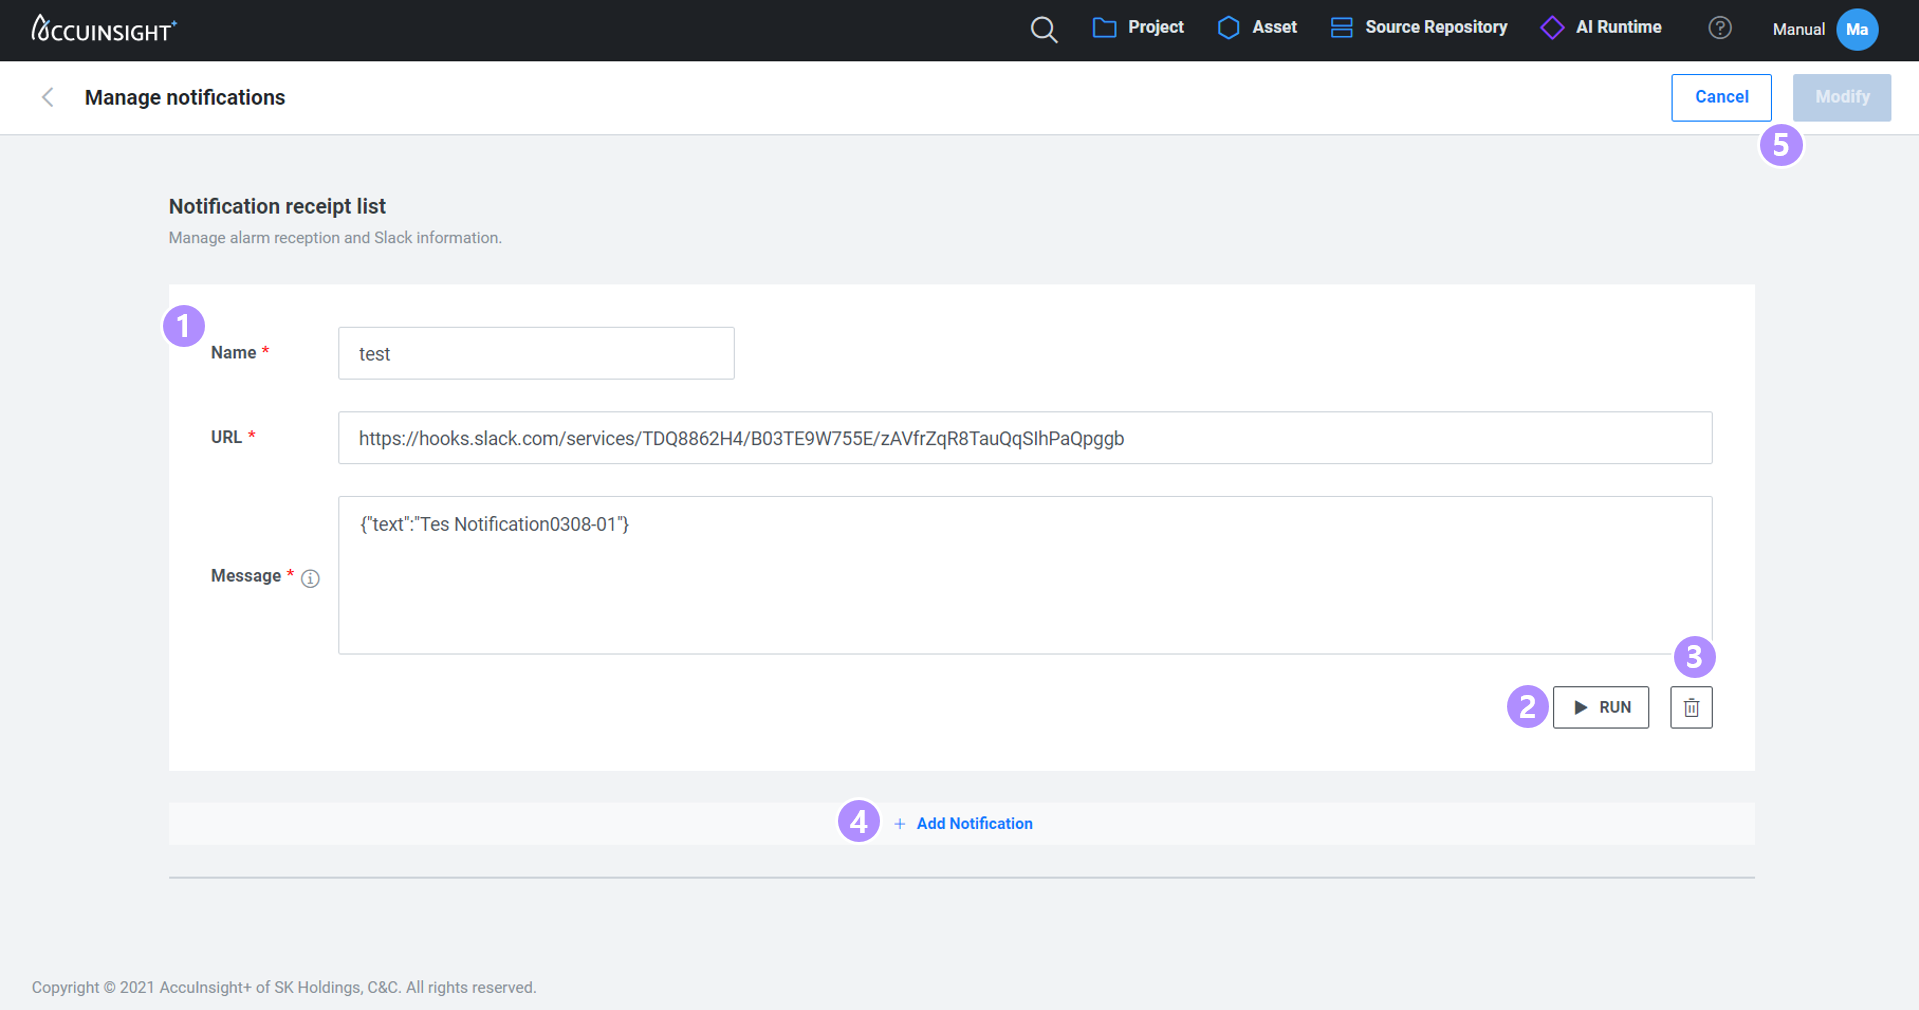 ACCUINSIGHT+
Project
Asset
Source Repository
AI Runtime
?
Manual
Ma
Manage notifications
Cancel
Modify
5
Notification receipt list
Manage alarm reception and Slack information.
1
Name *
test
URL *
https://hooks.slack.com/services/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
Message * i
{"text":"Tes Notification0308-01"}
3
2
RUN
4
+ Add Notification
Copyright © 2021 AccuInsight+ of SK Holdings, C&C. All rights reserved.